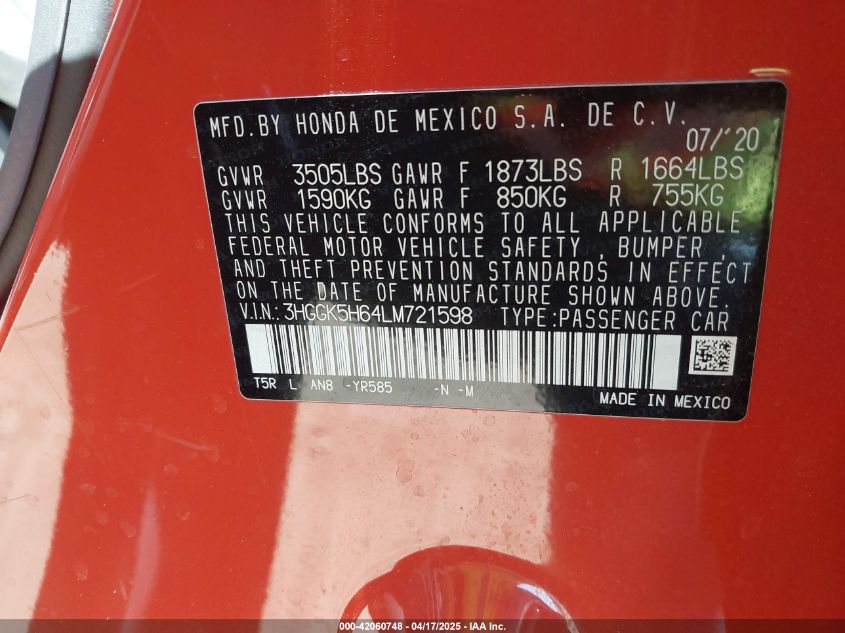 MFD.BY HONDA DE MEXICO S.A. DE C.V.
07/'20
GVWR 3505LBS GAWR F 1873LBS R 1664LBS
GVWR 1590KG GAWR F 850KG R 755KG
THIS VEHICLE CONFORMS TO ALL APPLICABLE
FEDERAL MOTOR VEHICLE SAFETY , BUMPER ,
AND THEFT PREVENTION STANDARDS IN EFFECT
ON THE DATE OF MANUFACTURE SHOWN ABOVE.
V.I.N.: 3HGGK5H64LM721598 TYPE:PASSENGER CAR
T5R L AN8 -YR585 -N -M
MADE IN MEXICO
000-42060748 - 04/17/2025 - IAA Inc.